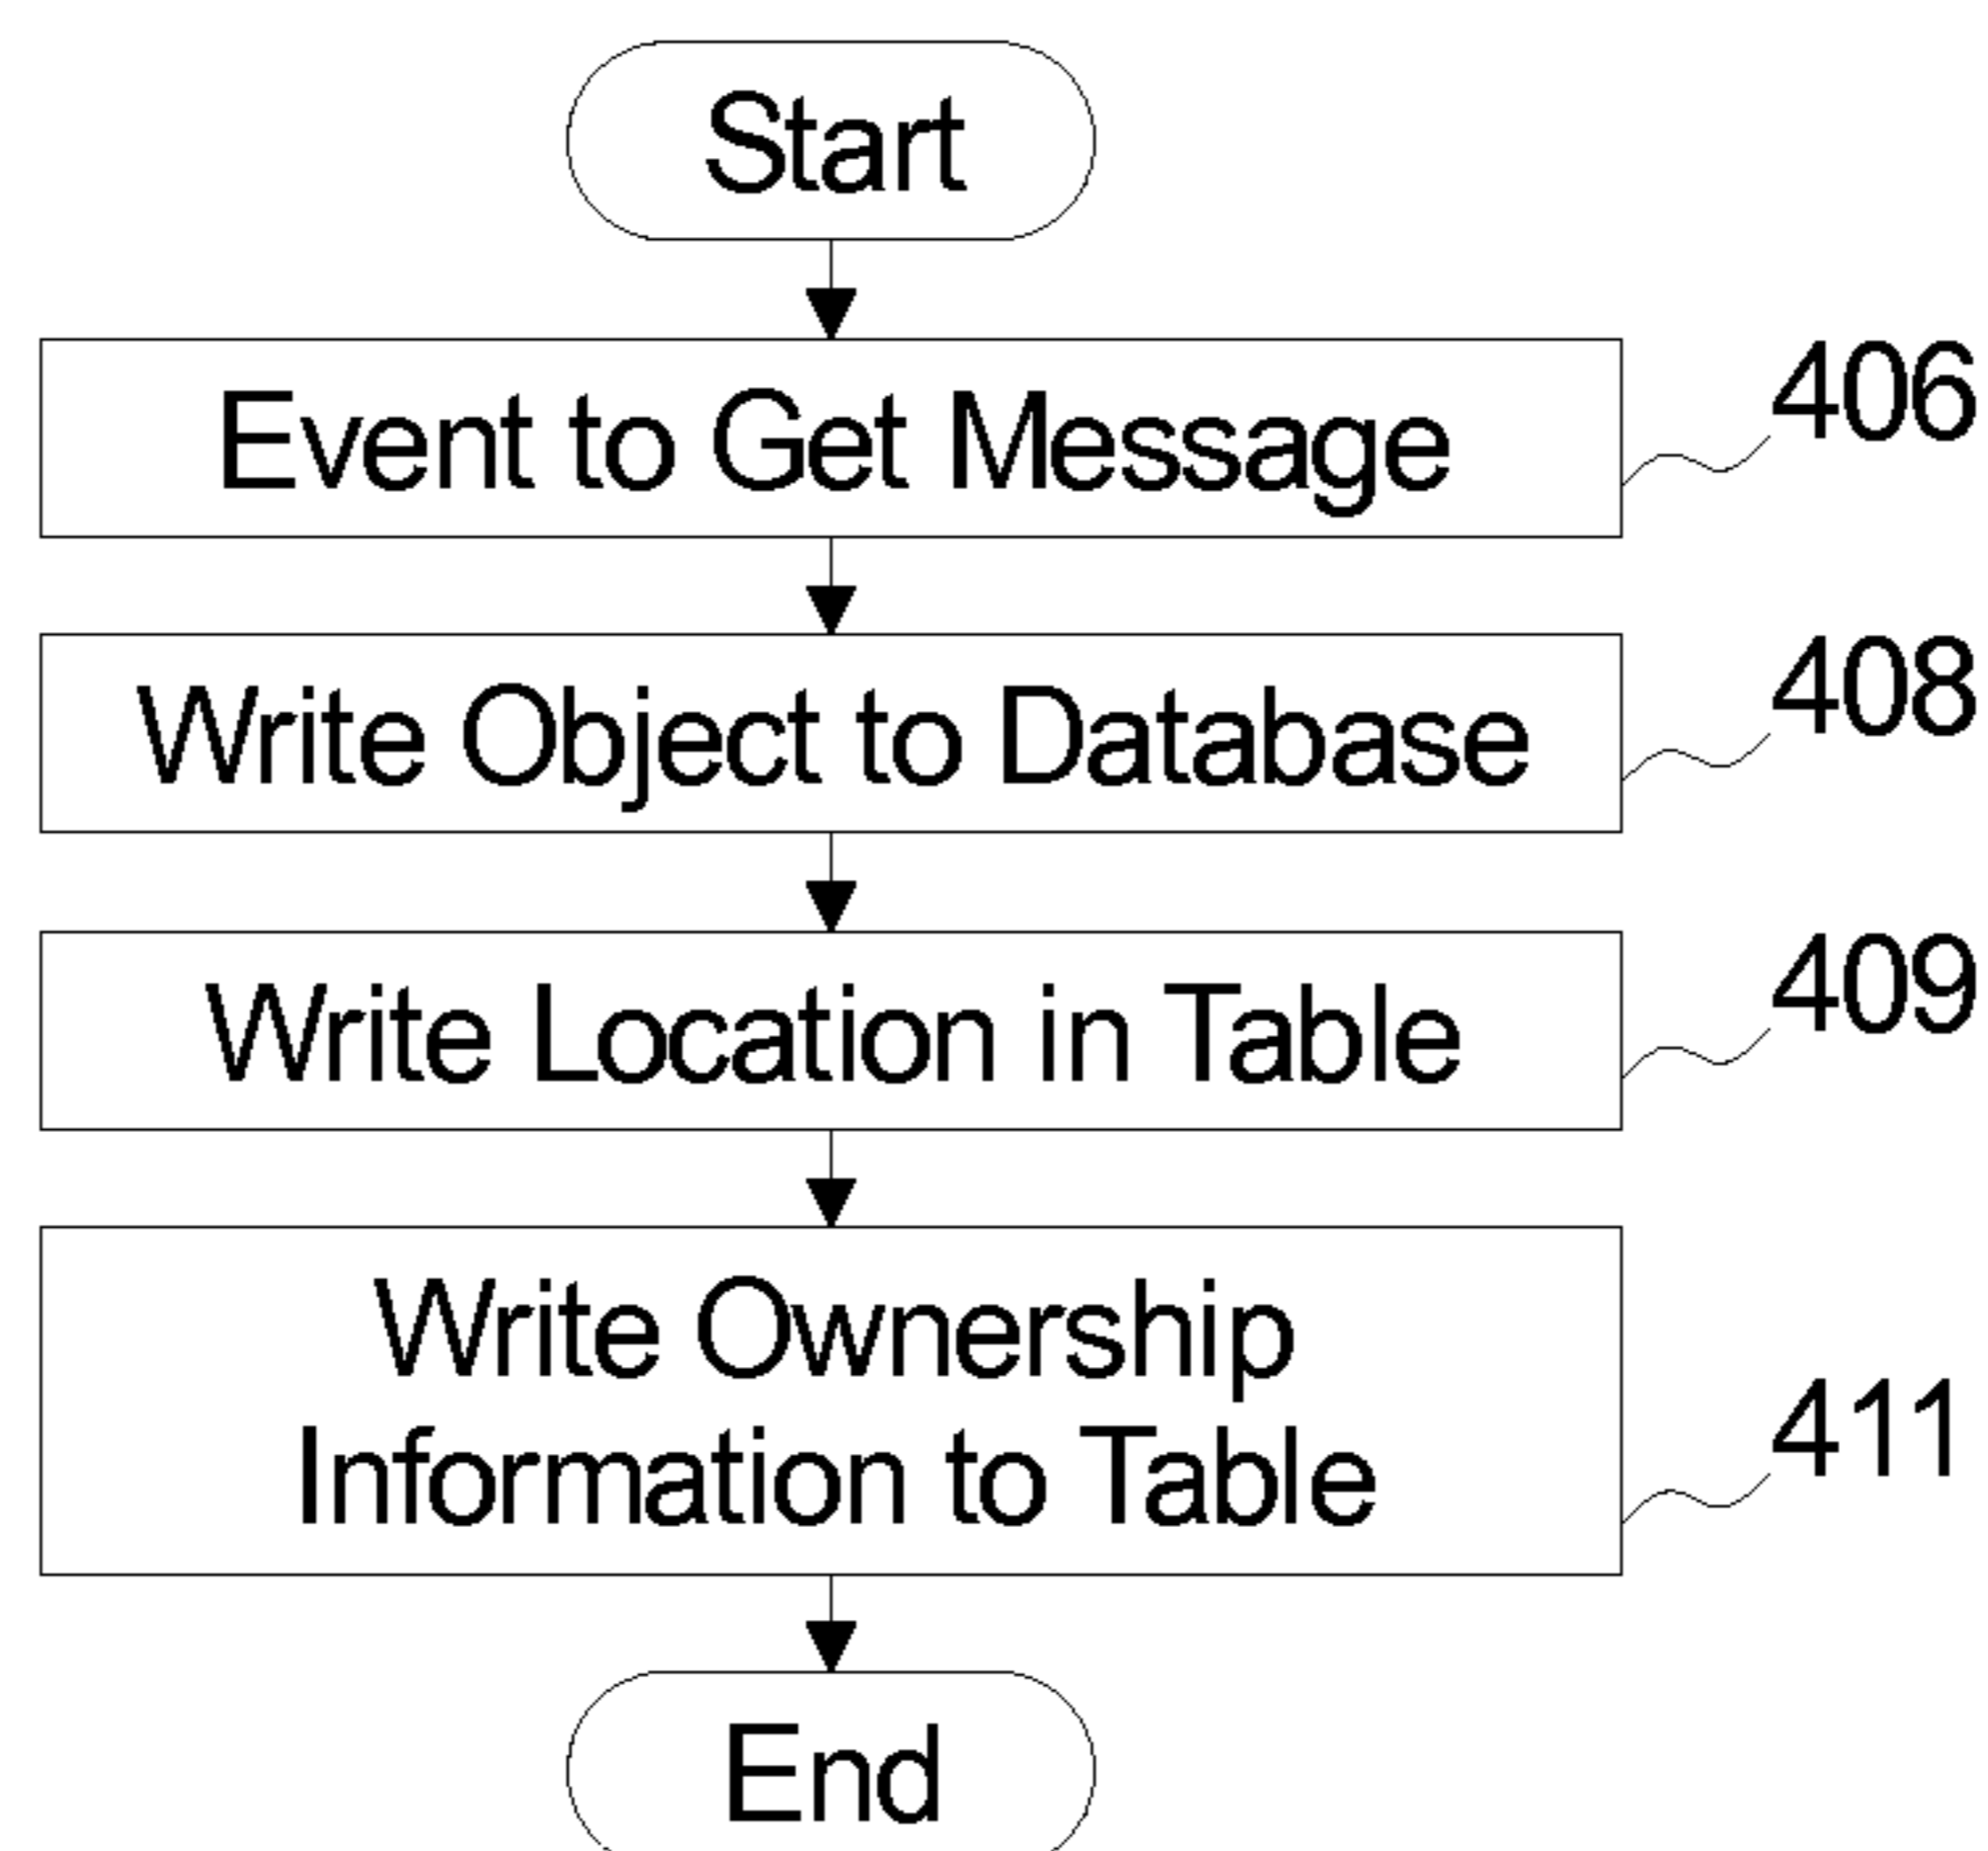 Start
Event to Get Message
406
Write Object to Database
408
Write Location in Table
409
Write Ownership
Information to Table
411
End